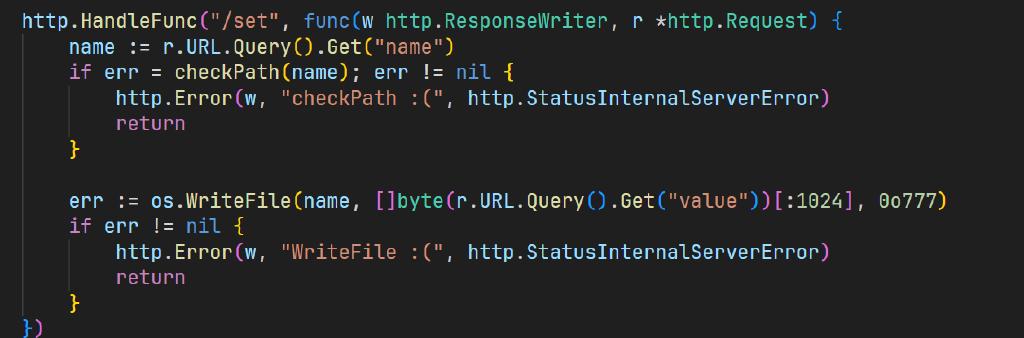 http.HandleFunc("/set", func(w http.ResponseWriter, r *http.Request) {
    name := r.URL.Query().Get("name")
    if err = checkPath(name); err != nil {
        http.Error(w, "checkPath :(", http.StatusInternalServerError)
        return
    }

    err := os.WriteFile(name, []byte(r.URL.Query().Get("value"))[:1024], 0o777)
    if err != nil {
        http.Error(w, "WriteFile :(", http.StatusInternalServerError)
        return
    }
})